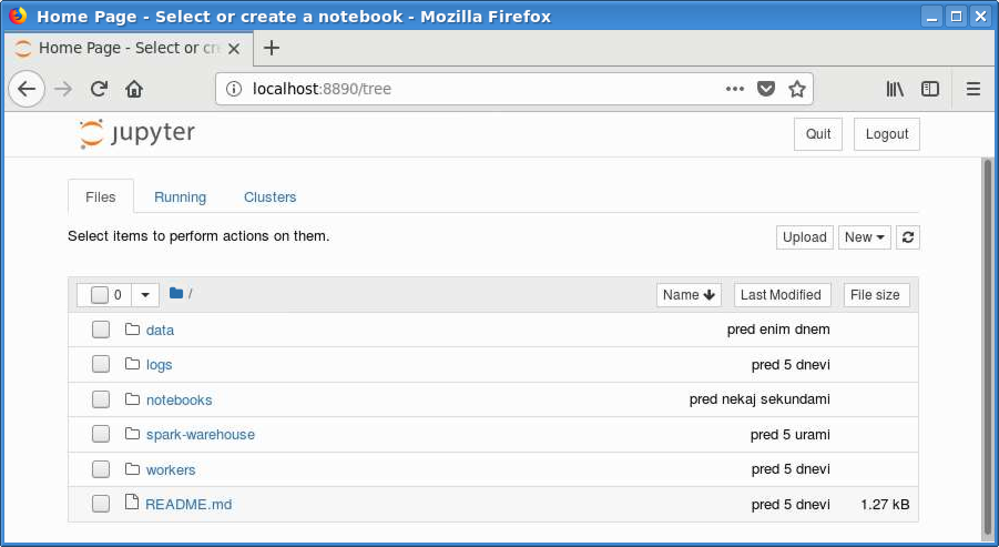 Home Page - Select or create a notebook - Mozilla Firefox
Home Page - Select or cre
localhost:8890/tree
jupyter
Quit Logout
Files Running Clusters
Select items to perform actions on them.
Upload New
0 / Name Last Modified File size
data pred enim dnem
logs pred 5 dnevi
notebooks pred nekaj sekundami
spark-warehouse pred 5 urami
workers pred 5 dnevi
README.md pred 5 dnevi 1.27 kB